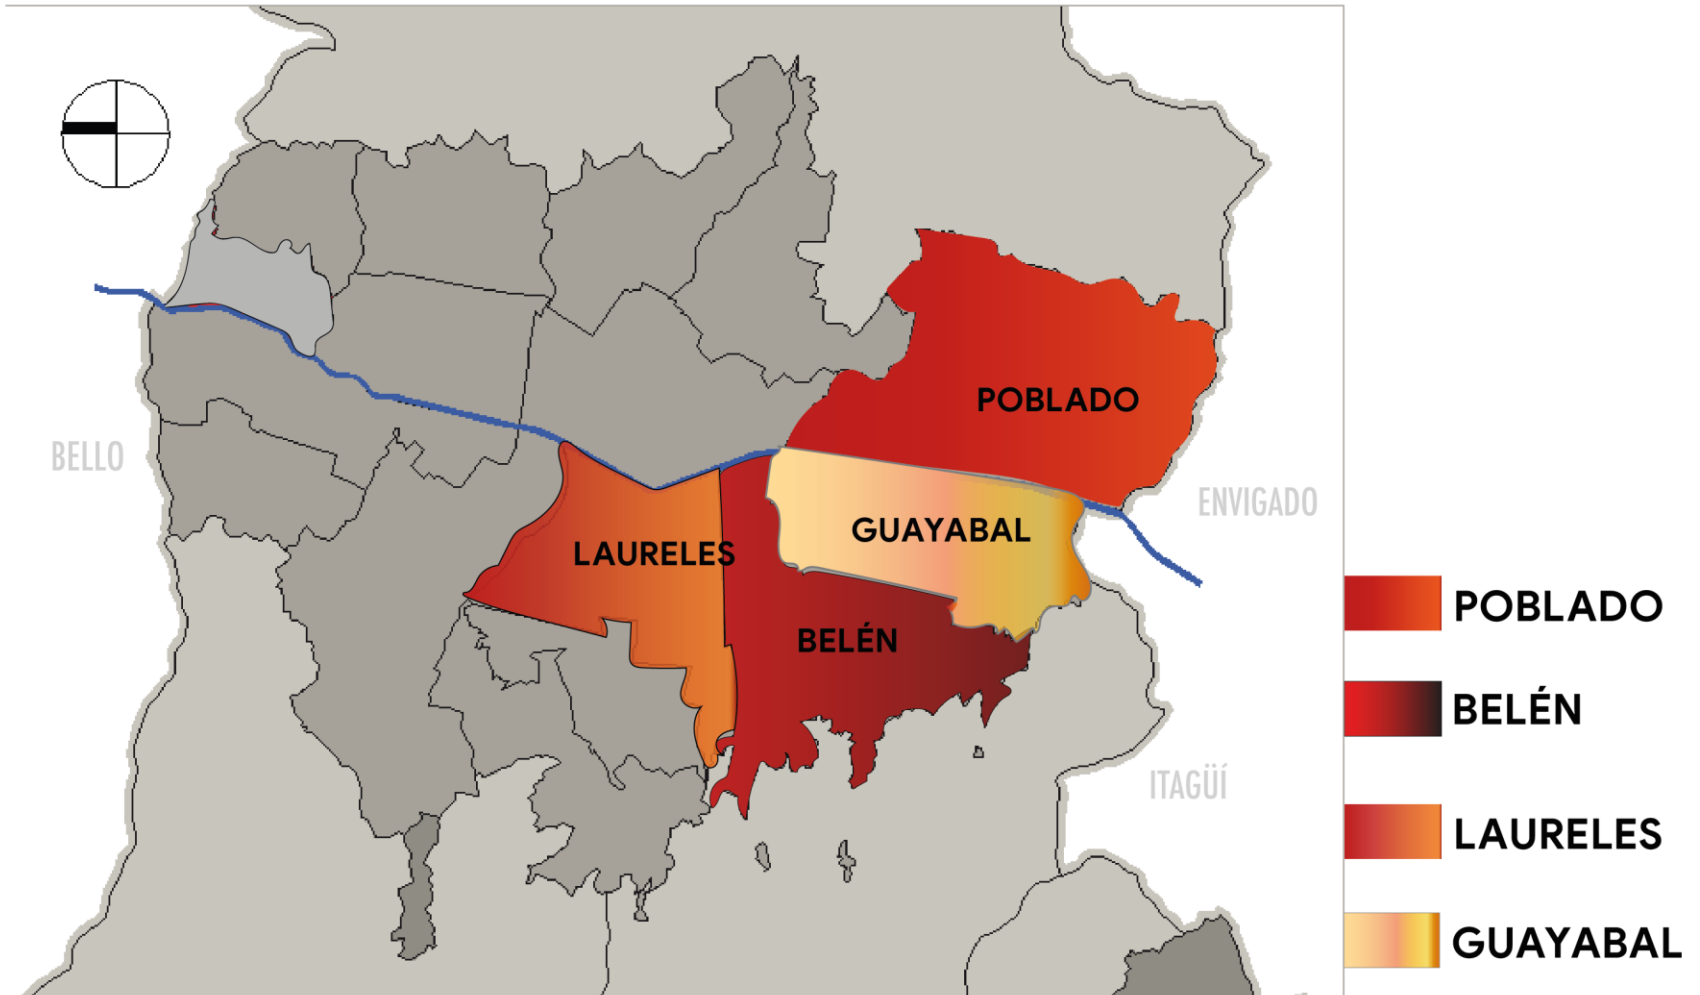 POBLADO
BELLO
ENVIGADO
GUAYABAL
LAURELES
BELÉN
ITAGÜÍ
POBLADO
BELÉN
LAURELES
GUAYABAL